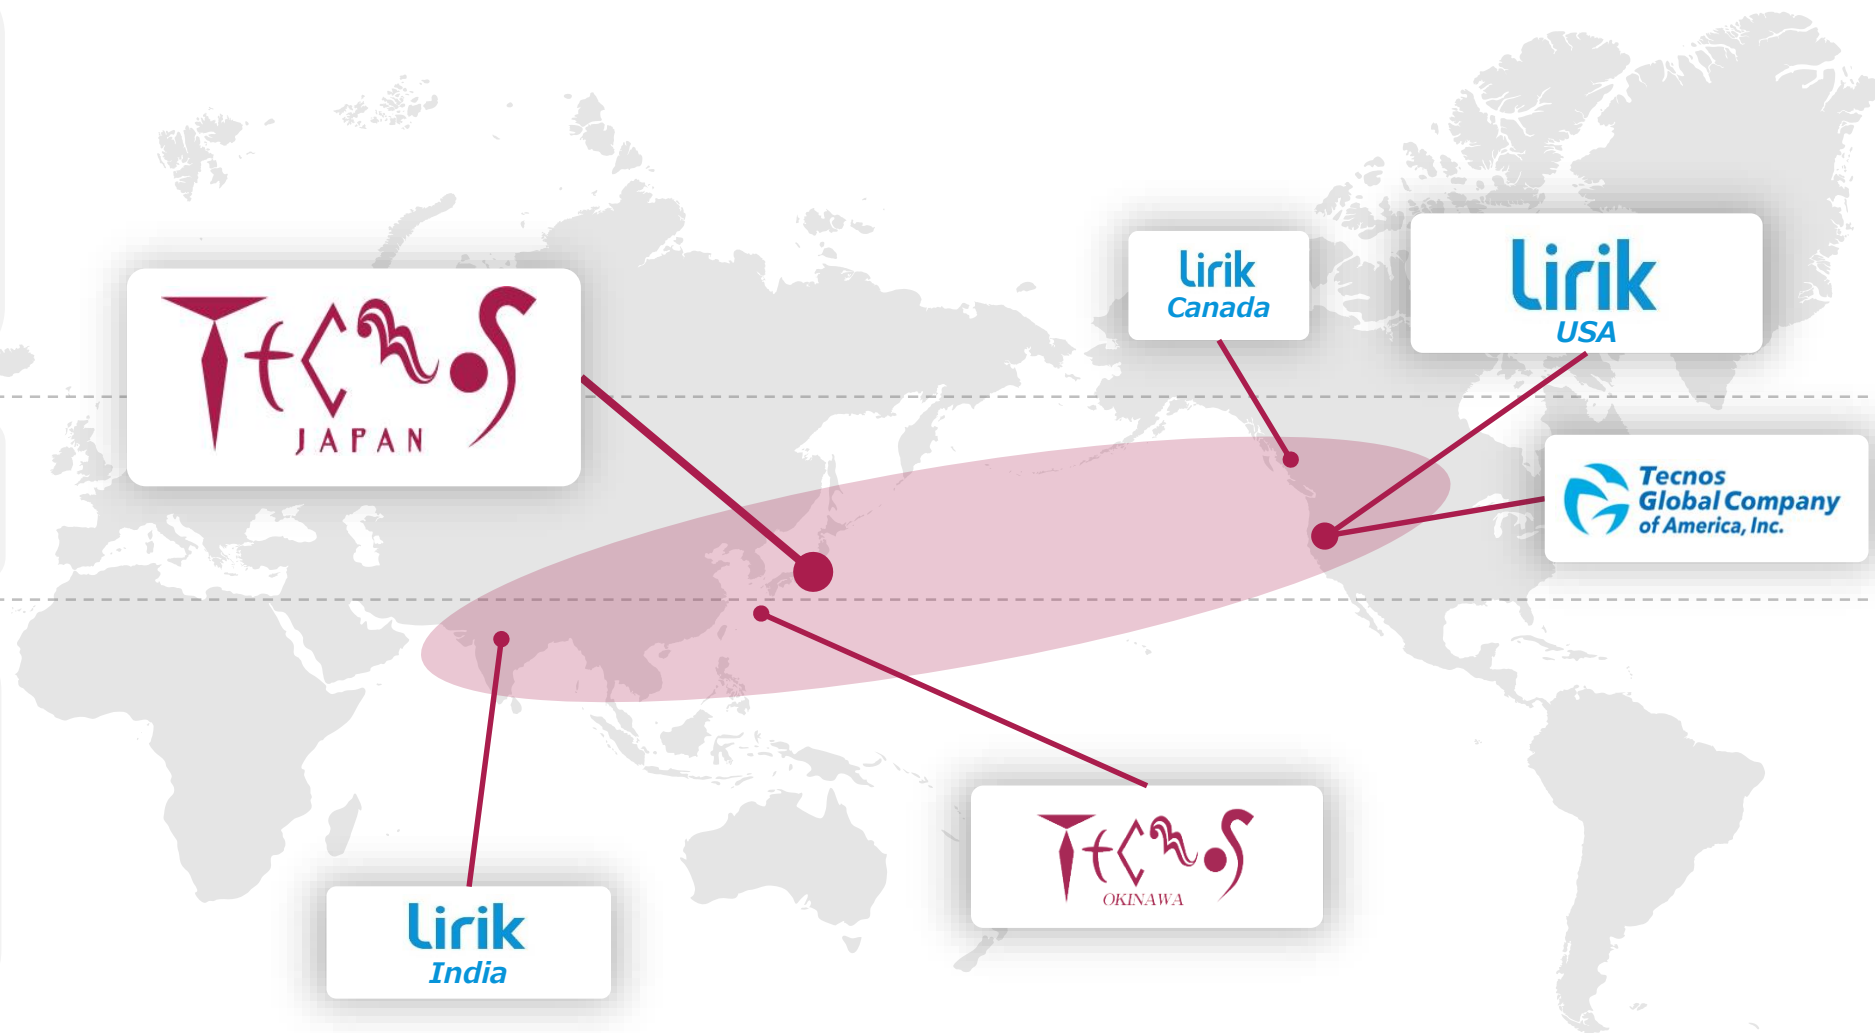 Tecnos
JAPAN
Lirik
Canada
Lirik
USA
Tecnos
Global Company
of America, Inc.
Tecnos
OKINAWA
Lirik
India